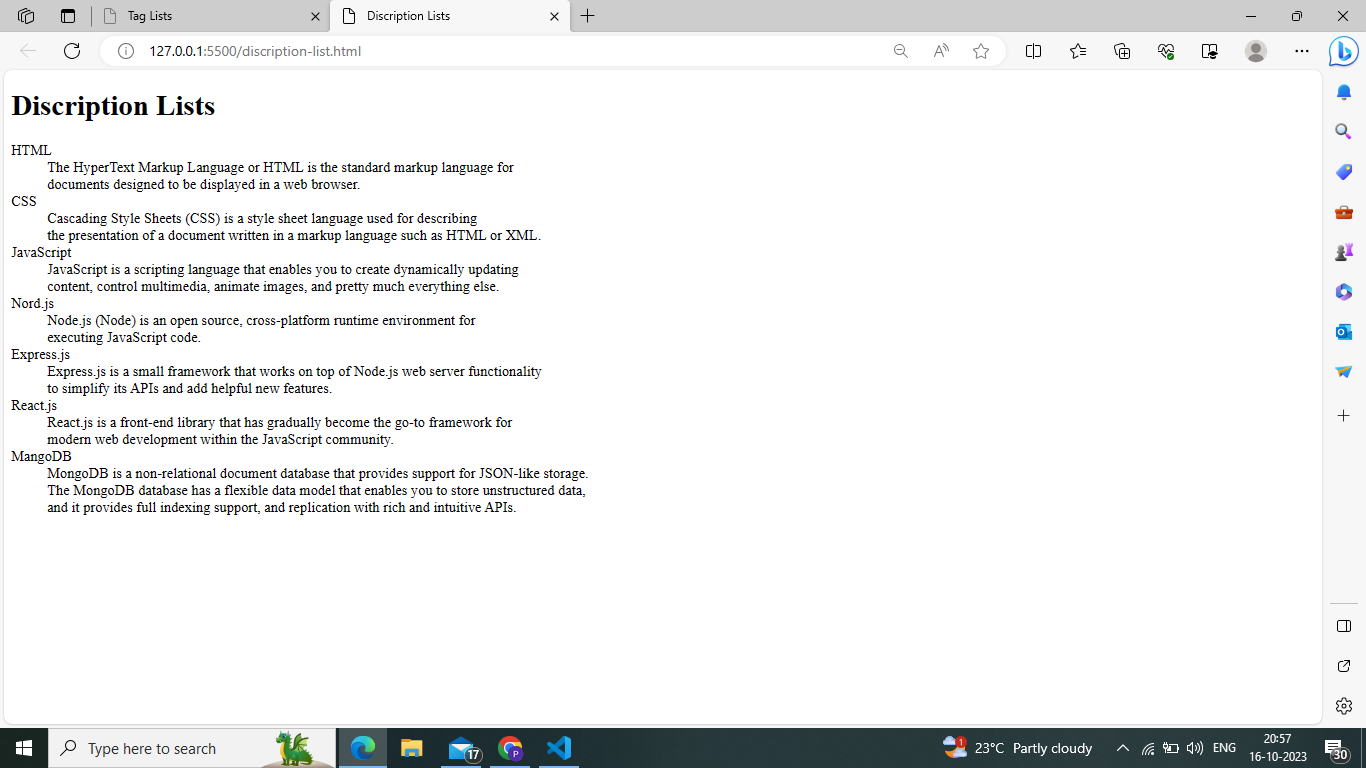 Tag Lists
Discription Lists
127.0.0.1:5500/discription-list.html
Discription Lists
HTML
The HyperText Markup Language or HTML is the standard markup language for
documents designed to be displayed in a web browser.
CSS
Cascading Style Sheets (CSS) is a style sheet language used for describing
the presentation of a document written in a markup language such as HTML or XML.
JavaScript
JavaScript is a scripting language that enables you to create dynamically updating
content, control multimedia, animate images, and pretty much everything else.
Nord.js
Node.js (Node) is an open source, cross-platform runtime environment for
executing JavaScript code.
Express.js
Express.js is a small framework that works on top of Node.js web server functionality
to simplify its APIs and add helpful new features.
React.js
React.js is a front-end library that has gradually become the go-to framework for
modern web development within the JavaScript community.
MangoDB
MongoDB is a non-relational document database that provides support for JSON-like storage.
The MongoDB database has a flexible data model that enables you to store unstructured data,
and it provides full indexing support, and replication with rich and intuitive APIs.
Type here to search
17
P
1
23°C Partly cloudy
ENG
20:57
16-10-2023
30